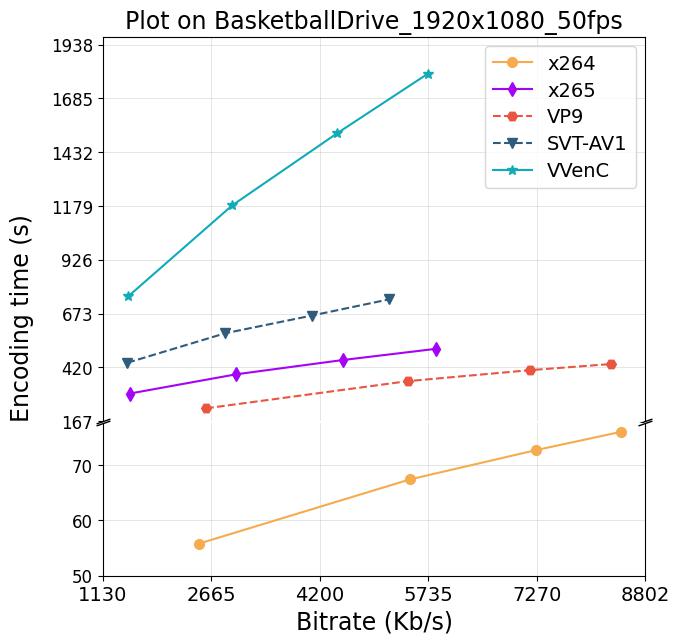 Plot on BasketballDrive_1920x1080_50fps
1938
1685
1432
1179
926
673
420
167
70
60
50
Encoding time (s)
x264
x265
VP9
SVT-AV1
VVenC
1130 2665 4200 5735 7270 8802
Bitrate (Kb/s)